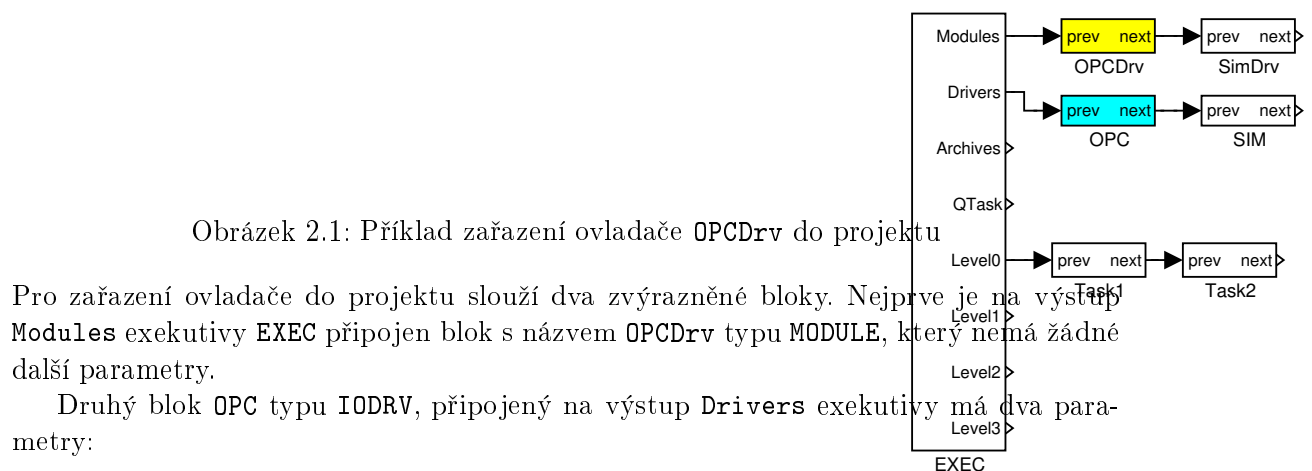 Modules prev next prev next
OPCDrv SimDrv
Drivers
prev next prev next
OPC SIM
Archives
QTask
Obrázek 2.1: Příklad zařazení ovladače OPCDrv do projektu
Level0 prev next prev next
Task1 Task2
Pro zařazení ovladače do projektu slouží dva zvýrazněné bloky. Nejprve je na výstup
Level1
Modules exekutivy EXEC připojen blok s názvem OPCDrv typu MODULE, který nemá žádné
další parametry.
Level2
Druhý blok OPC typu IODRV, připojený na výstup Drivers exekutivy má dva para-
metry:
Level3
EXEC